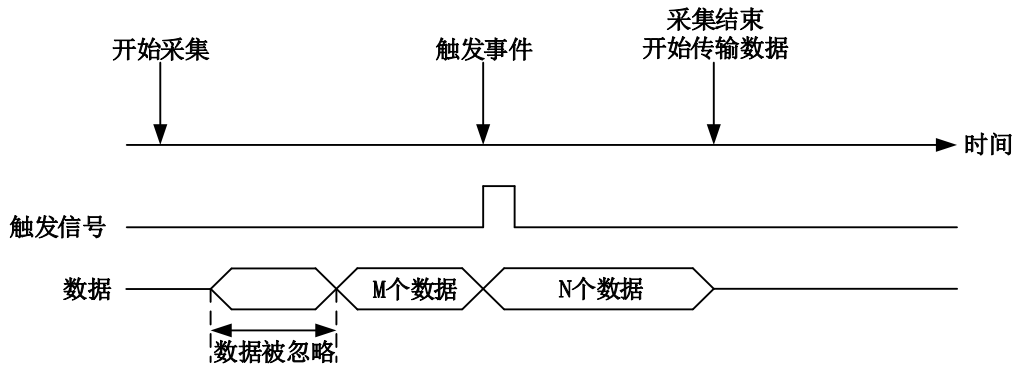 采集结束
开始采集
触发事件
开始传输数据
时间
触发信号
数据
M个数据
N个数据
数据被忽略